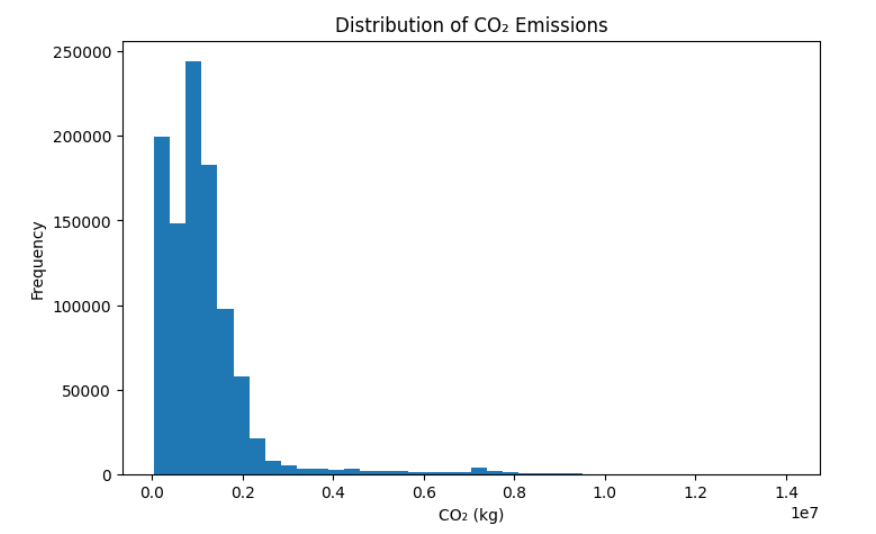 Distribution of CO₂ Emissions
Frequency
250000
200000
150000
100000
50000
0
0.0 0.2 0.4 0.6 0.8 1.0 1.2 1.4
1e7
CO₂ (kg)